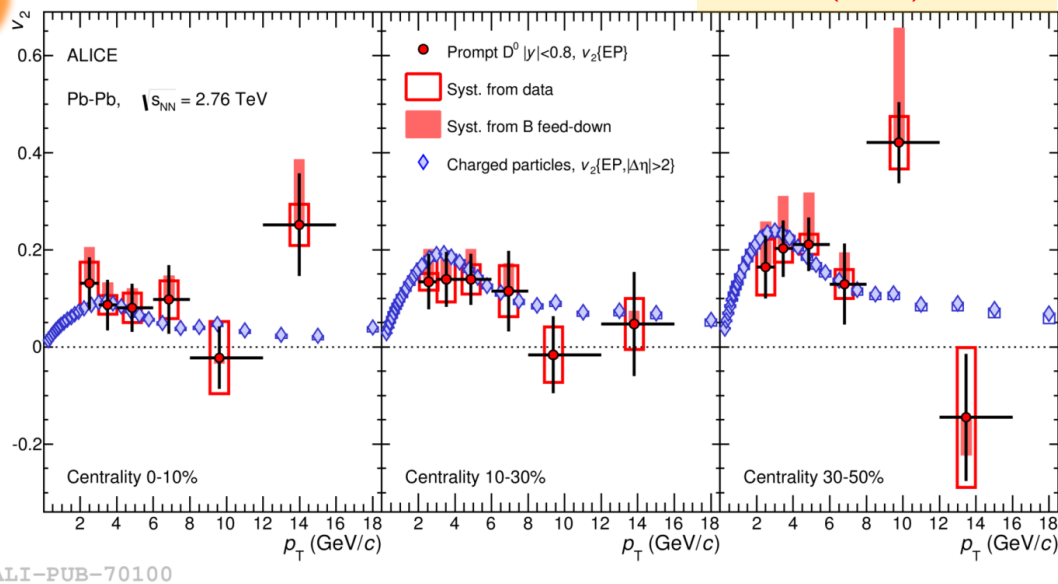 v2
0.6
0.4
0.2
0
-0.2
ALICE
Pb-Pb, √sNN = 2.76 TeV
Centrality 0-10%
2 4 6 8 10 12 14 16 18
pT (GeV/c)
Prompt D0 |y|<0.8, v2{EP}
Syst. from data
Syst. from B feed-down
Charged particles, v2{EP,|Δη|>2}
Centrality 10-30%
2 4 6 8 10 12 14 16 18
pT (GeV/c)
Centrality 30-50%
2 4 6 8 10 12 14 16 18
pT (GeV/c)
ALI-PUB-70100